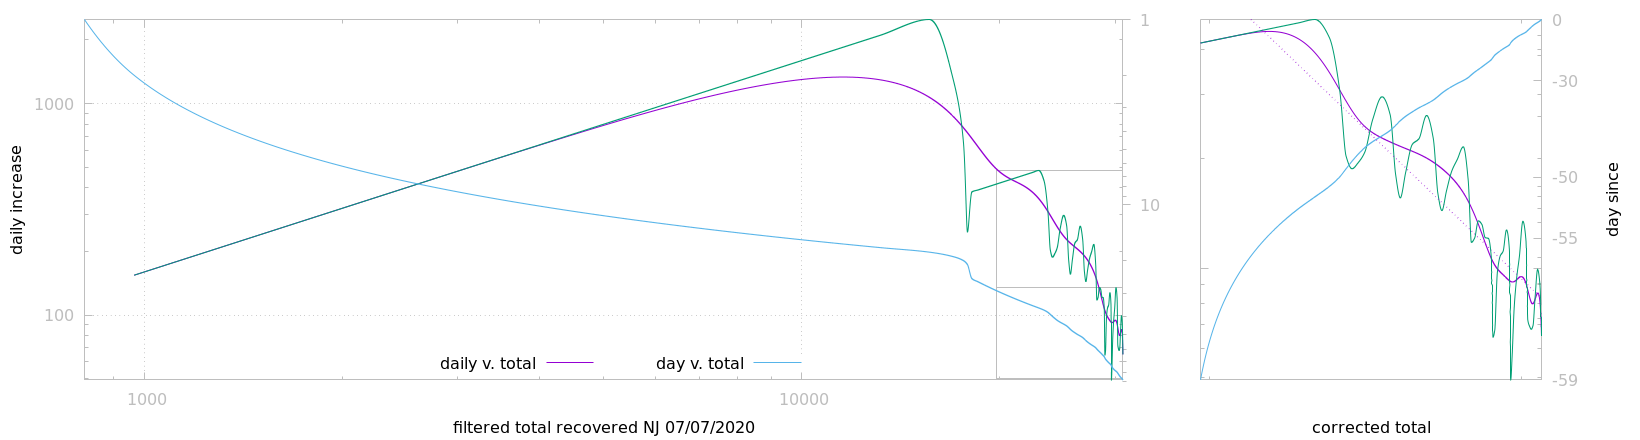 1000
100
daily increase
1000
10000
filtered total recovered NJ 07/07/2020
daily v. total
day v. total
1
10
0
-30
-50
-55
-59
day since
corrected total